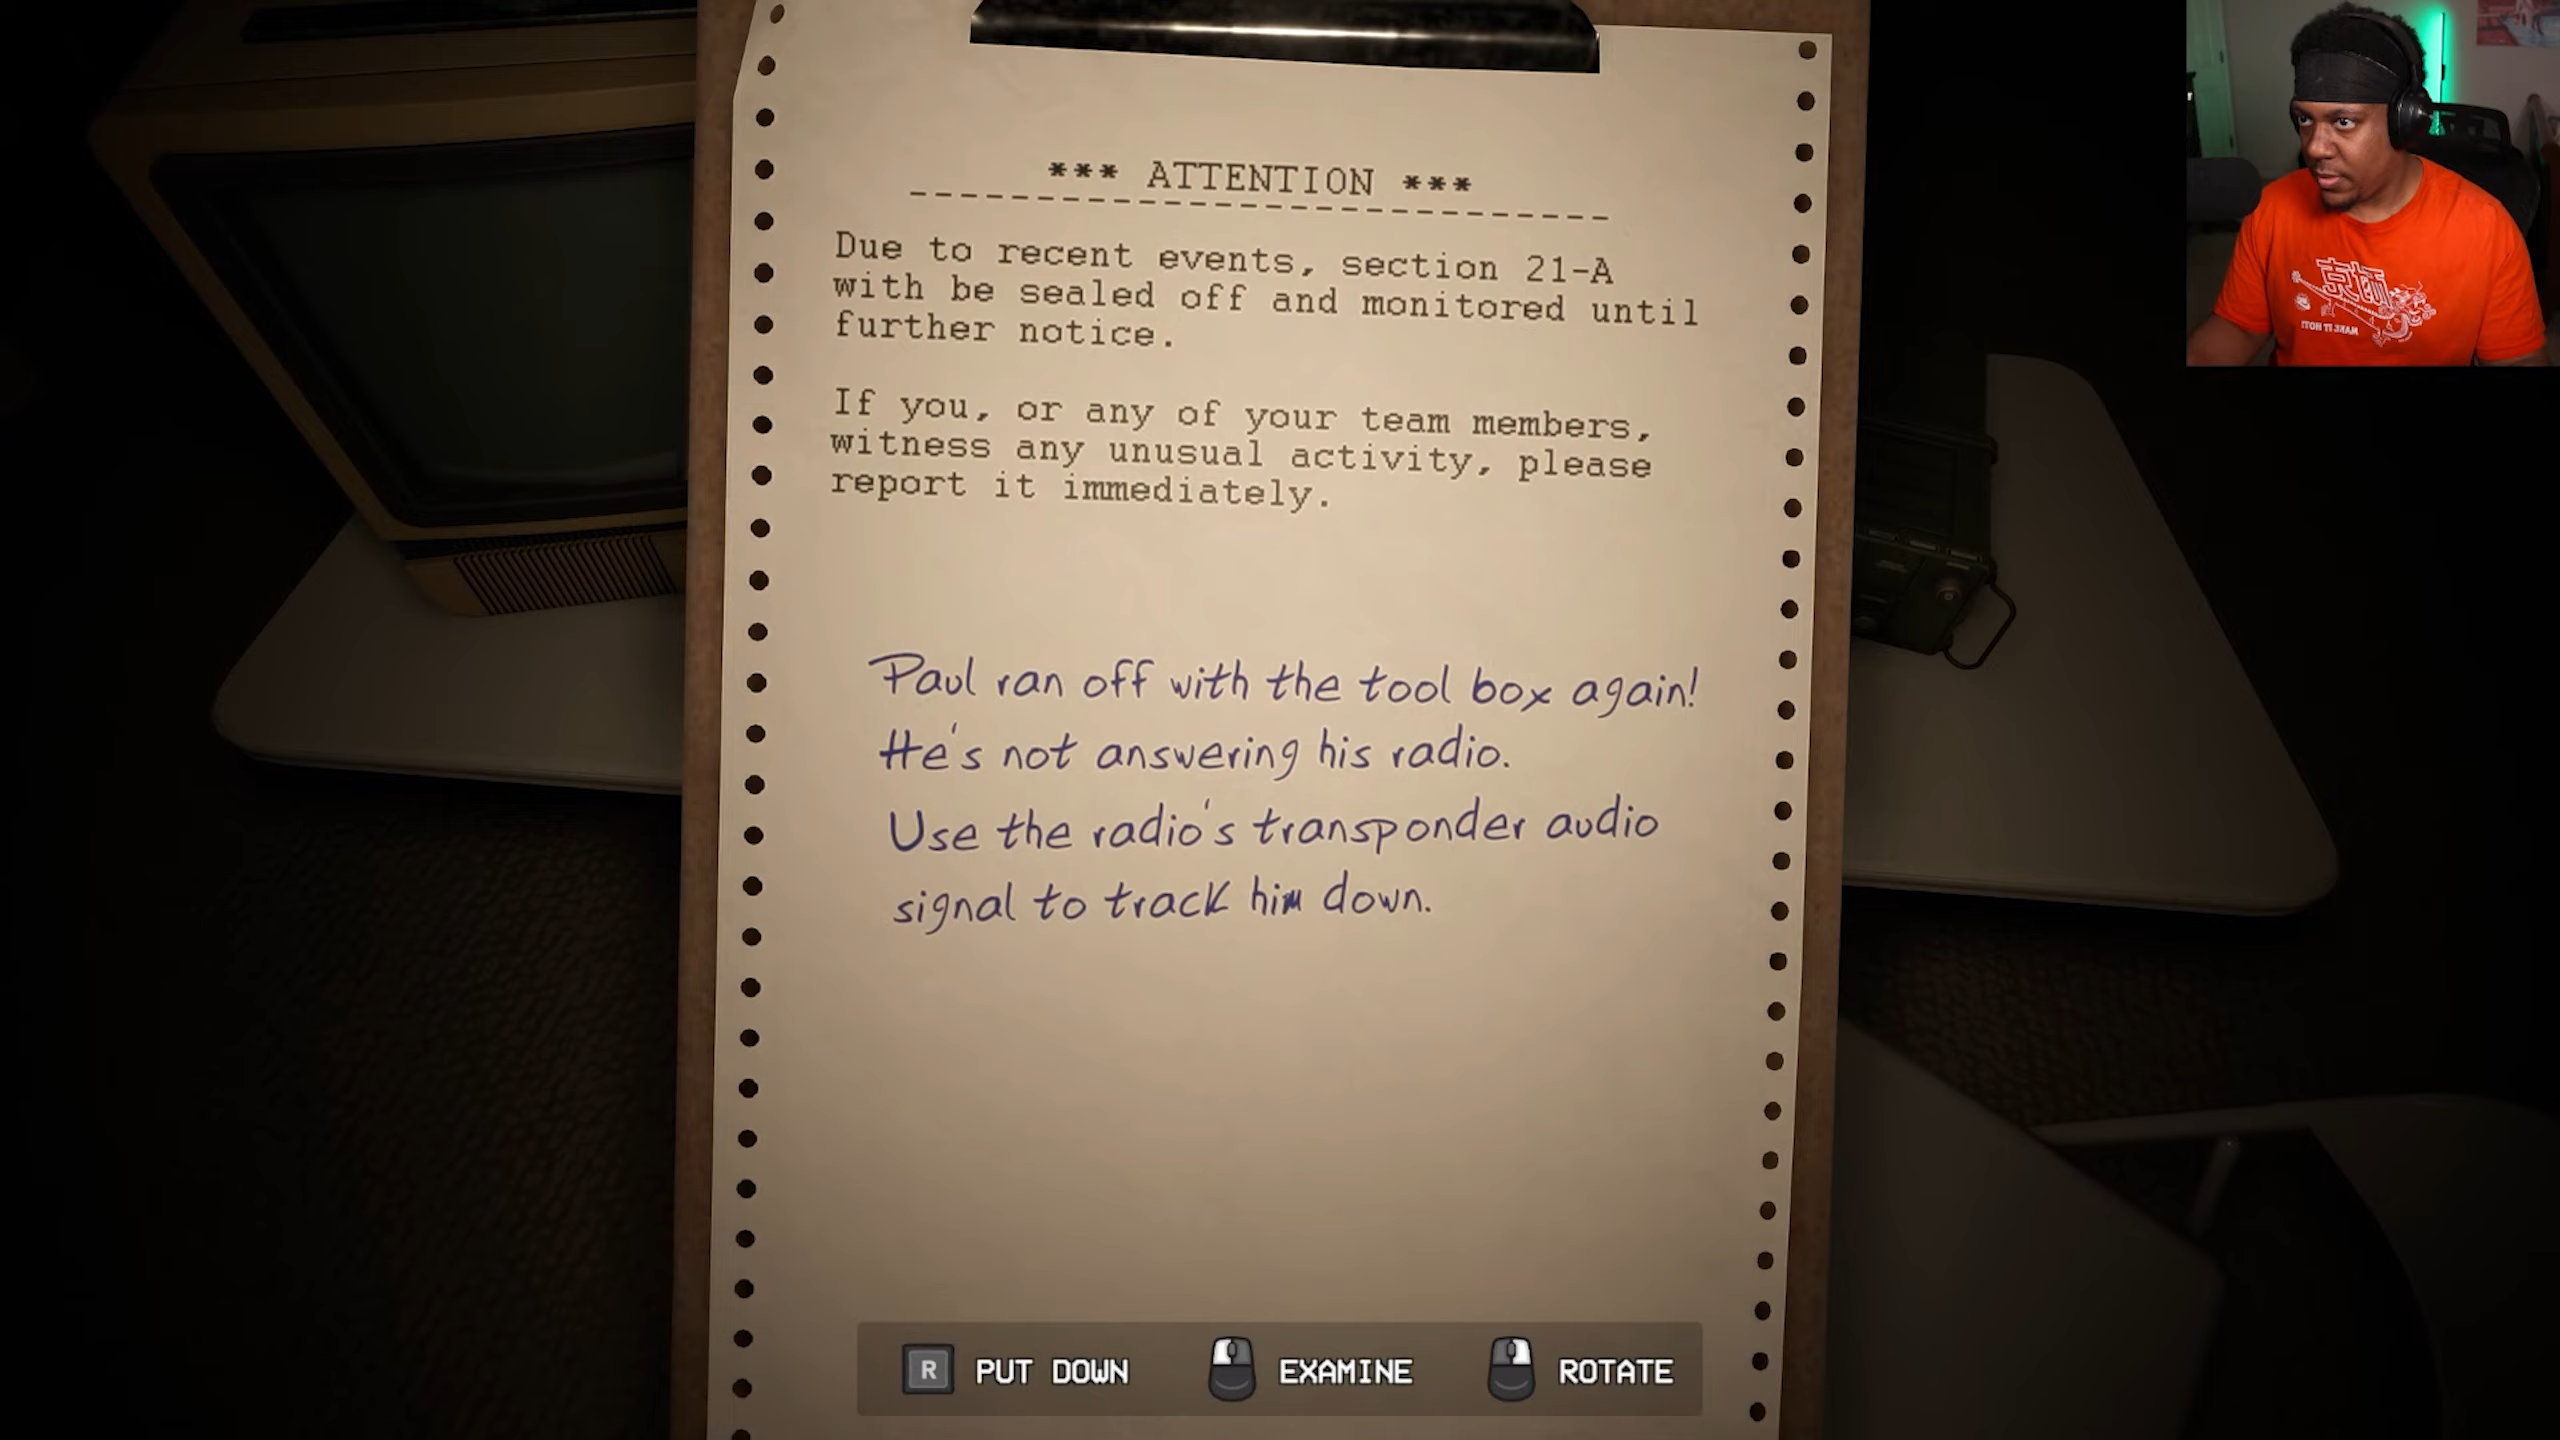 *** ATTENTION ***
Due to recent events, section 21-A
with be sealed off and monitored until
further notice.
If you, or any of your team members,
witness any unusual activity, please
report it immediately.
Paul ran off with the tool box again!
He's not answering his radio.
Use the radio's transponder audio
signal to track him down.
R PUT DOWN EXAMINE ROTATE
MAKE IT HOT!